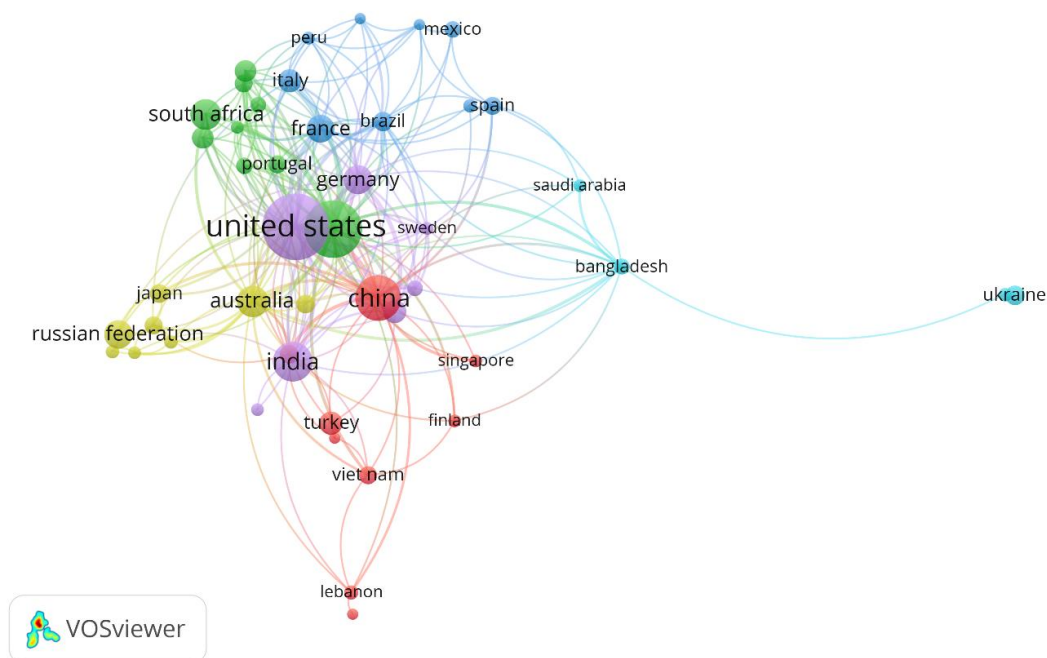 peru
mexico
italy
spain
south africa
france
brazil
portugal
germany
saudi arabia
united states
sweden
bangladesh
japan
australia
china
ukraine
russian federation
india
singapore
turkey
finland
viet nam
lebanon
VOSviewer